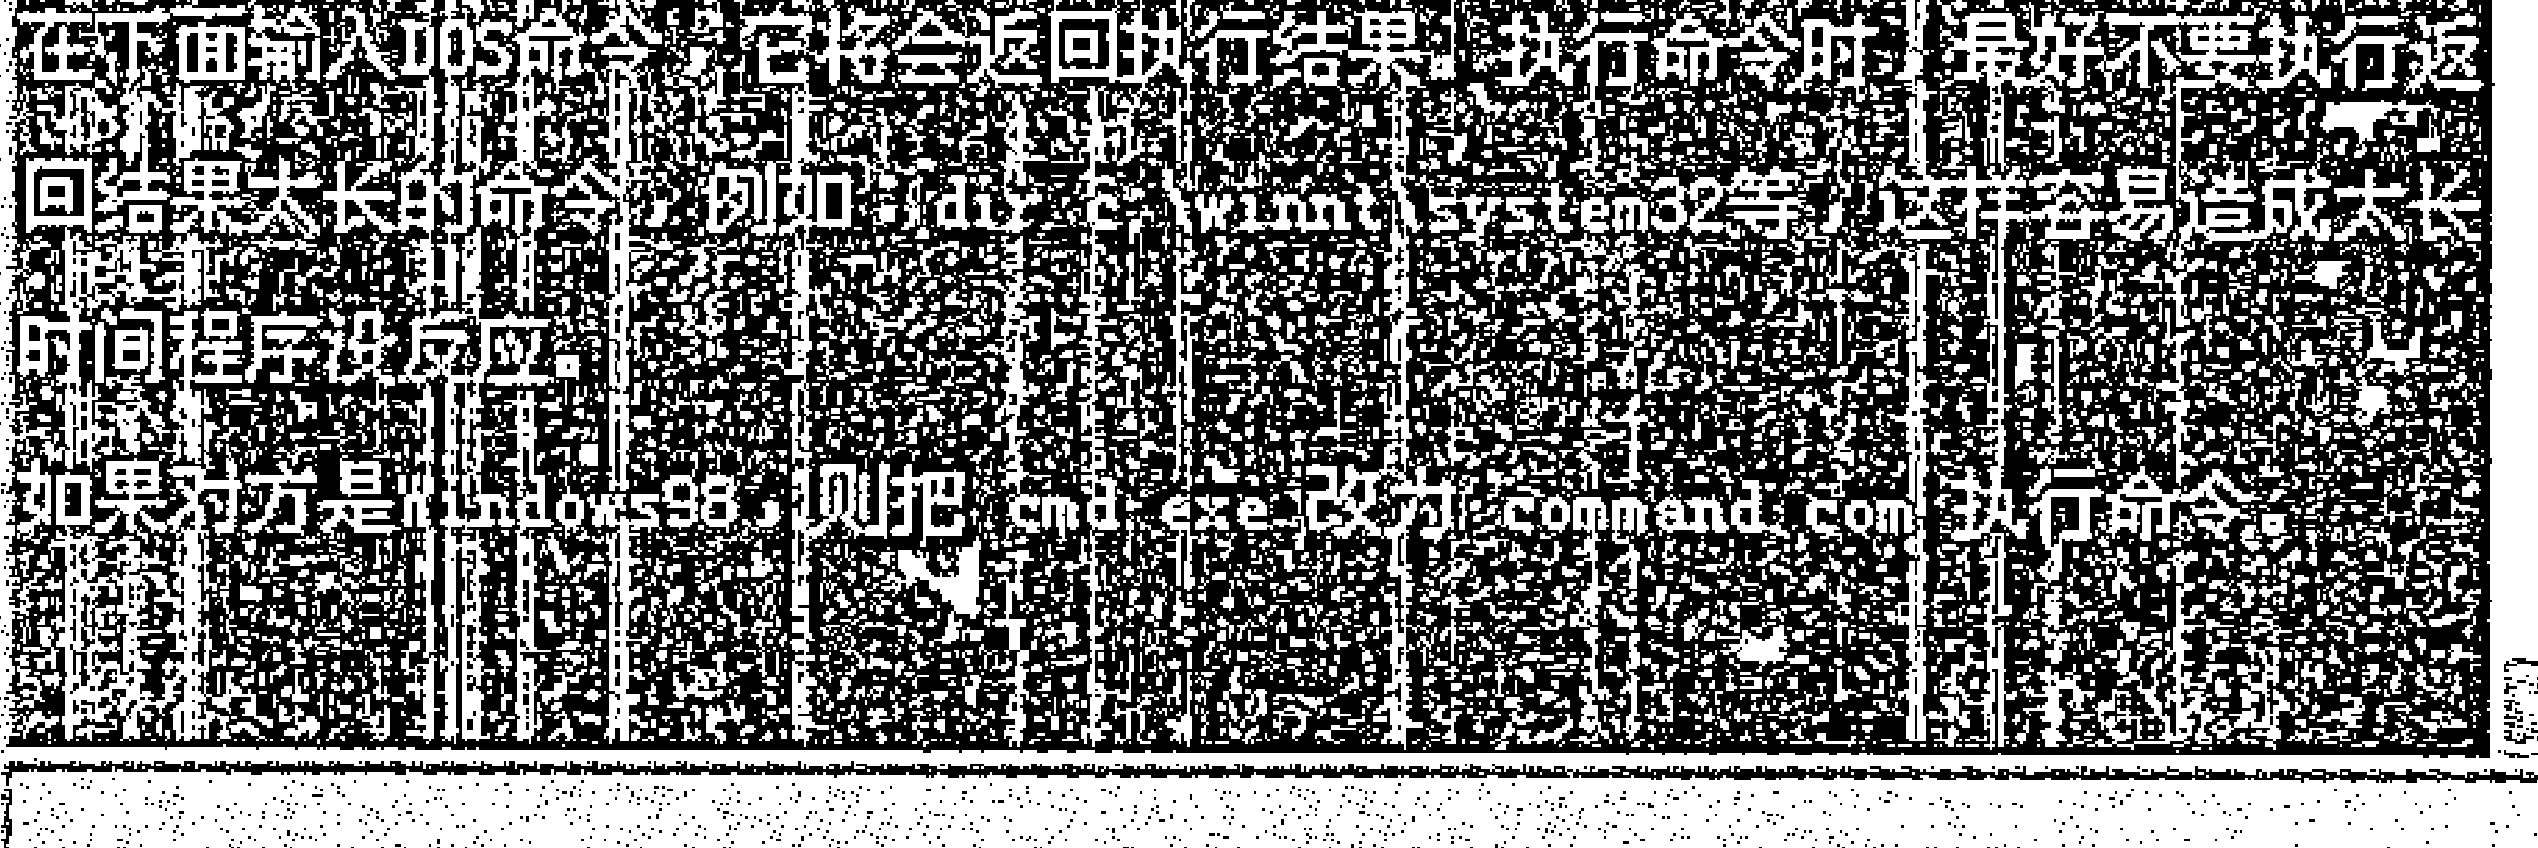 在下面输入DOS命令，它将会返回执行结果。执行命令时，最好不要执行返
回结果太长的命令，例如：dir c:\winnt\system32等，这样容易造成太长
时间程序没反应。
如果对方是Windows98，则把 cmd exe 改为 command com 执行命令。